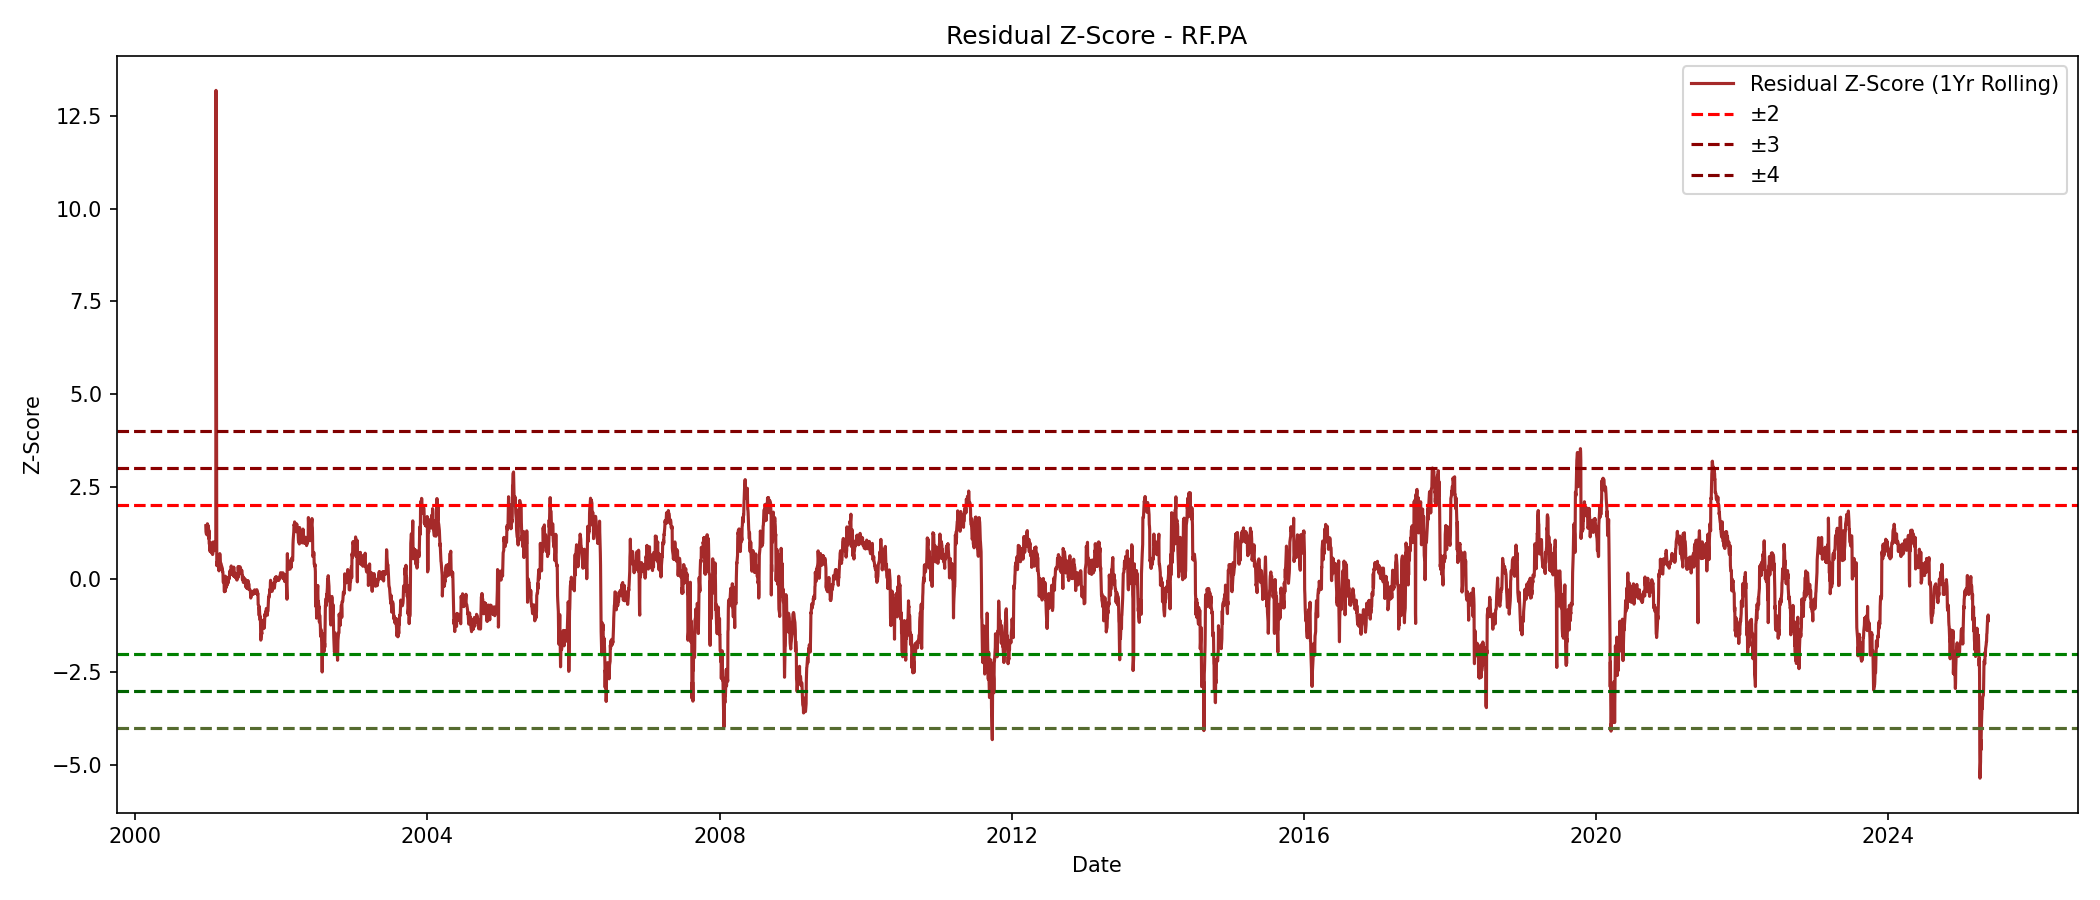 Residual Z-Score - RF.PA
Residual Z-Score (1Yr Rolling)
±2
±3
±4
Z-Score
12.5
10.0
7.5
5.0
2.5
0.0
−2.5
−5.0
2000 2004 2008 2012 2016 2020 2024
Date